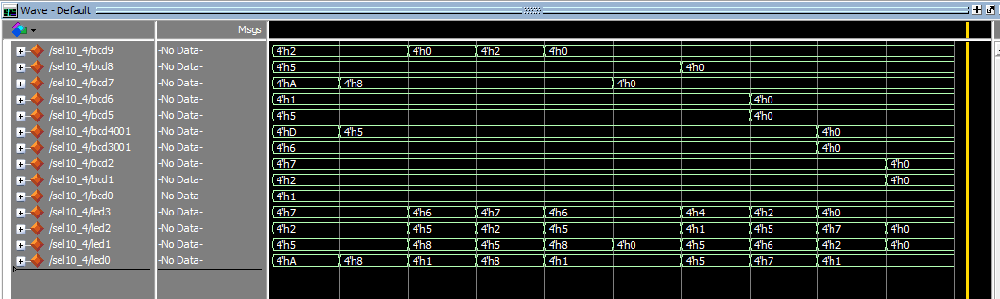 Wave - Default
Msgs
/sel10_4/bcd9 -No Data- 4'h2 4'h0 4'h2 4'h0
/sel10_4/bcd8 -No Data- 4'h5 4'h0
/sel10_4/bcd7 -No Data- 4'hA 4'h8 4'h0
/sel10_4/bcd6 -No Data- 4'h1 4'h0
/sel10_4/bcd5 -No Data- 4'h5 4'h0
/sel10_4/bcd4001 -No Data- 4'hD 4'h5 4'h0
/sel10_4/bcd3001 -No Data- 4'h6 4'h0
/sel10_4/bcd2 -No Data- 4'h7 4'h0
/sel10_4/bcd1 -No Data- 4'h2 4'h0
/sel10_4/bcd0 -No Data- 4'h1
/sel10_4/led3 -No Data- 4'h7 4'h6 4'h7 4'h6 4'h4 4'h2 4'h0
/sel10_4/led2 -No Data- 4'h2 4'h5 4'h2 4'h5 4'h1 4'h5 4'h7 4'h0
/sel10_4/led1 -No Data- 4'h5 4'h8 4'h5 4'h8 4'h0 4'h5 4'h6 4'h2 4'h0
/sel10_4/led0 -No Data- 4'hA 4'h8 4'h1 4'h8 4'h1 4'h5 4'h7 4'h1